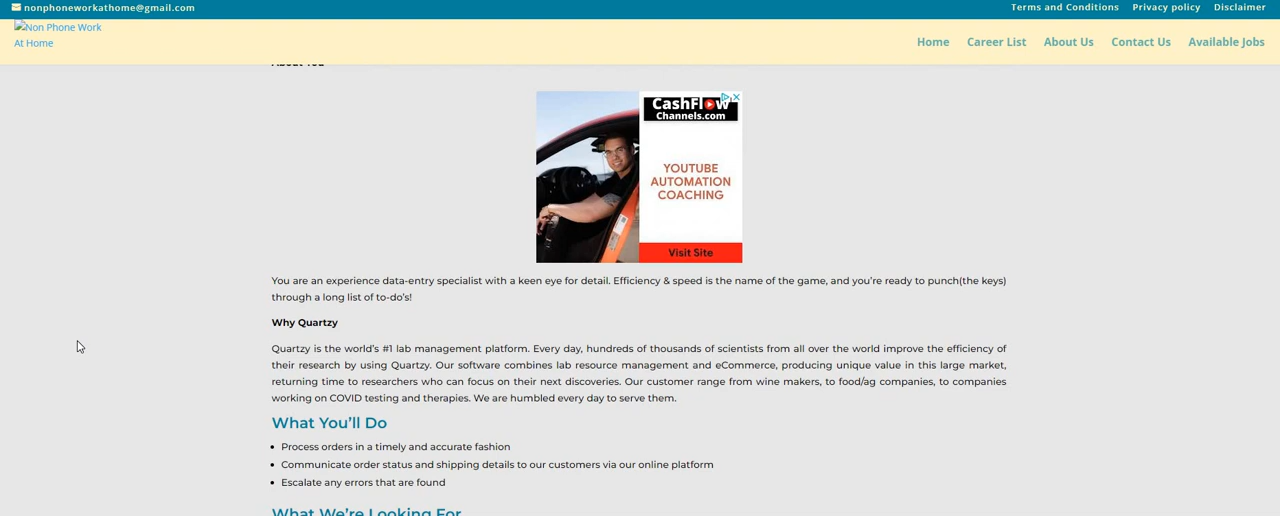 nonphoneworkathome@gmail.com
Terms and Conditions Privacy policy Disclaimer
Non Phone Work
At Home
Home Career List About Us Contact Us Available Jobs
About You
CashFlow
Channels.com
YOUTUBE
AUTOMATION
COACHING
Visit Site
You are an experience data-entry specialist with a keen eye for detail. Efficiency & speed is the name of the game, and you're ready to punch(the keys)
through a long list of to-do's!
Why Quartzy
Quartzy is the world's #1 lab management platform. Every day, hundreds of thousands of scientists from all over the world improve the efficiency of
their research by using Quartzy. Our software combines lab resource management and eCommerce, producing unique value in this large market,
returning time to researchers who can focus on their next discoveries. Our customer range from wine makers, to food/ag companies, to companies
working on COVID testing and therapies. We are humbled every day to serve them.
What You'll Do
Process orders in a timely and accurate fashion
Communicate order status and shipping details to our customers via our online platform
Escalate any errors that are found
What We're Looking For